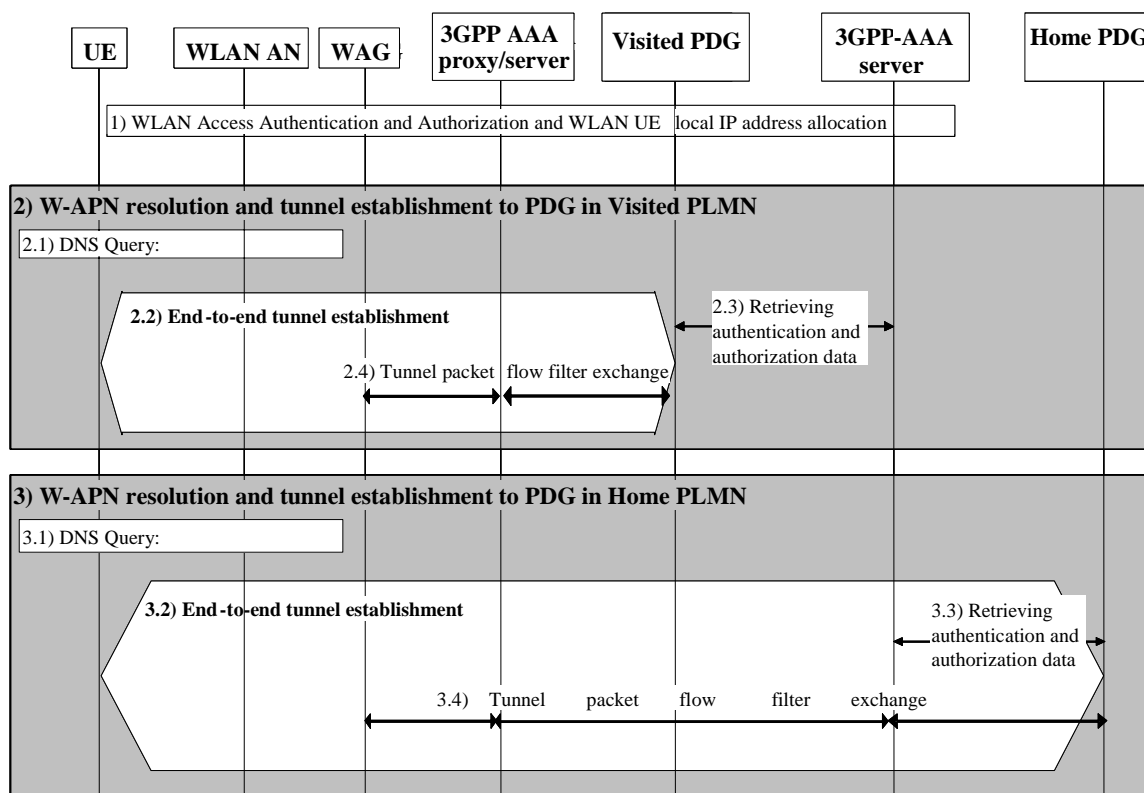 UE
WLAN AN
WAG
3GPP AAA
proxy/server
Visited PDG
3GPP-AAA
server
Home PDG
1) WLAN Access Authentication and Authorization and WLAN UE local IP address allocation
2) W-APN resolution and tunnel establishment to PDG in Visited PLMN
2.1) DNS Query:
2.2) End-to-end tunnel establishment
2.3) Retrieving
authentication and
authorization data
2.4) Tunnel packet flow filter exchange
3) W-APN resolution and tunnel establishment to PDG in Home PLMN
3.1) DNS Query:
3.2) End-to-end tunnel establishment
3.3) Retrieving
authentication and
authorization data
3.4) Tunnel packet flow filter exchange